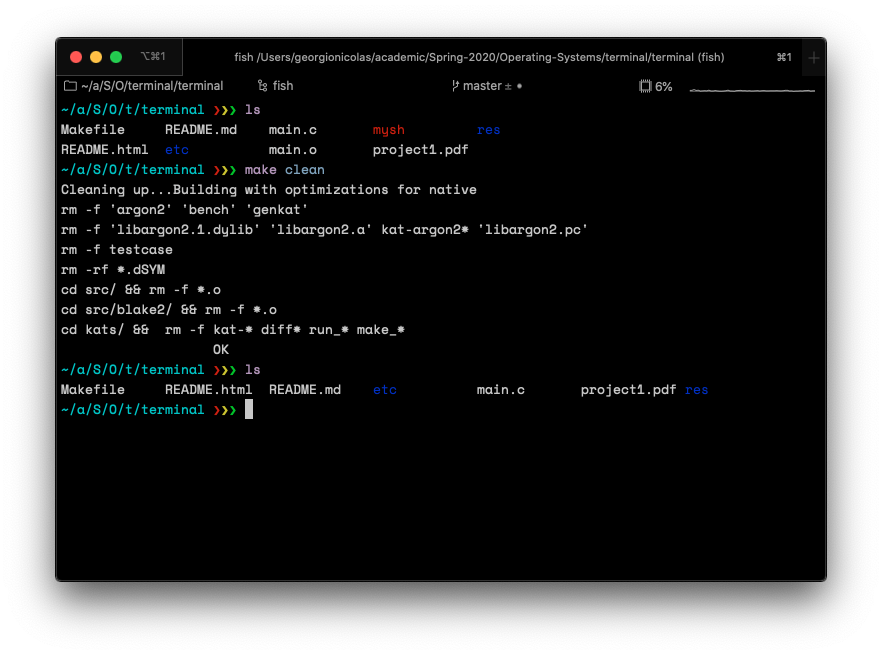 ⌥⌘1 fish /Users/georgionicolas/academic/Spring-2020/Operating-Systems/terminal/terminal (fish) ⌘1 +
~/a/S/O/terminal/terminal fish master ± ● 6%
~/a/S/O/t/terminal ❯❯❯ ls
Makefile README.md main.c mysh res
README.html etc main.o project1.pdf
~/a/S/O/t/terminal ❯❯❯ make clean
Cleaning up...Building with optimizations for native
rm -f 'argon2' 'bench' 'genkat'
rm -f 'libargon2.1.dylib' 'libargon2.a' kat-argon2* 'libargon2.pc'
rm -f testcase
rm -rf *.dSYM
cd src/ && rm -f *.o
cd src/blake2/ && rm -f *.o
cd kats/ &&  rm -f kat-* diff* run_* make_*
OK
~/a/S/O/t/terminal ❯❯❯ ls
Makefile README.html README.md etc main.c project1.pdf res
~/a/S/O/t/terminal ❯❯❯